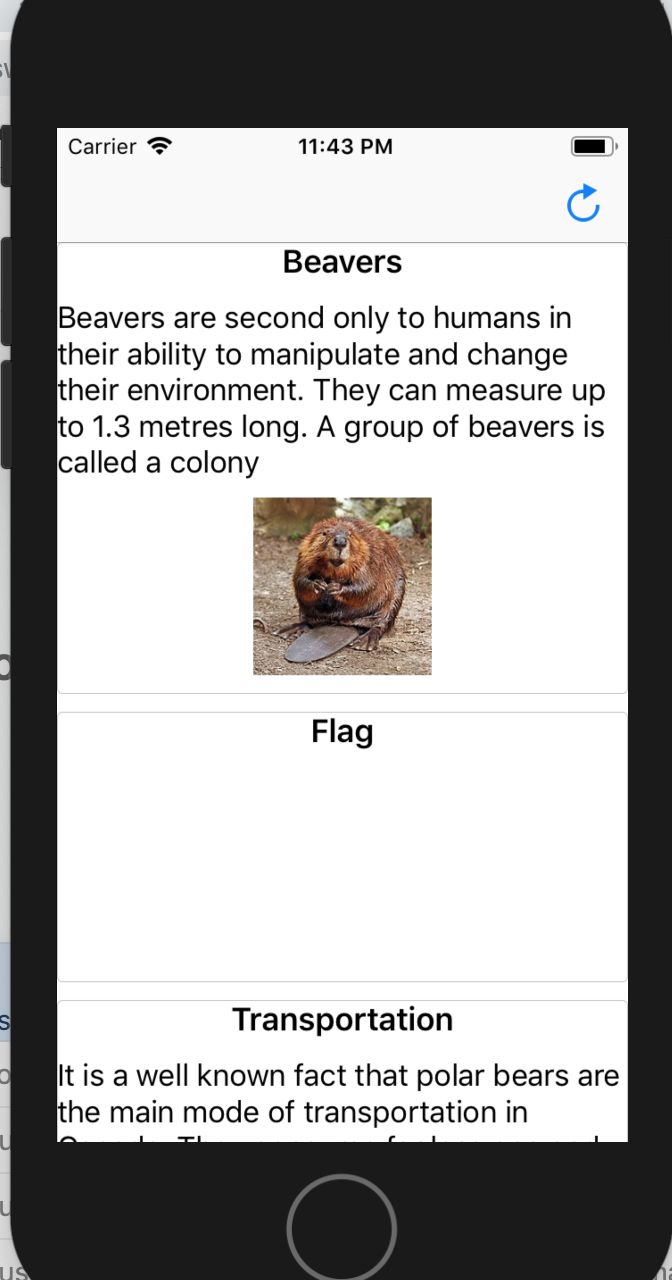 Carrier 11:43 PM
Beavers
Beavers are second only to humans in
their ability to manipulate and change
their environment. They can measure up
to 1.3 metres long. A group of beavers is
called a colony
Flag
Transportation
It is a well known fact that polar bears are
the main mode of transportation in